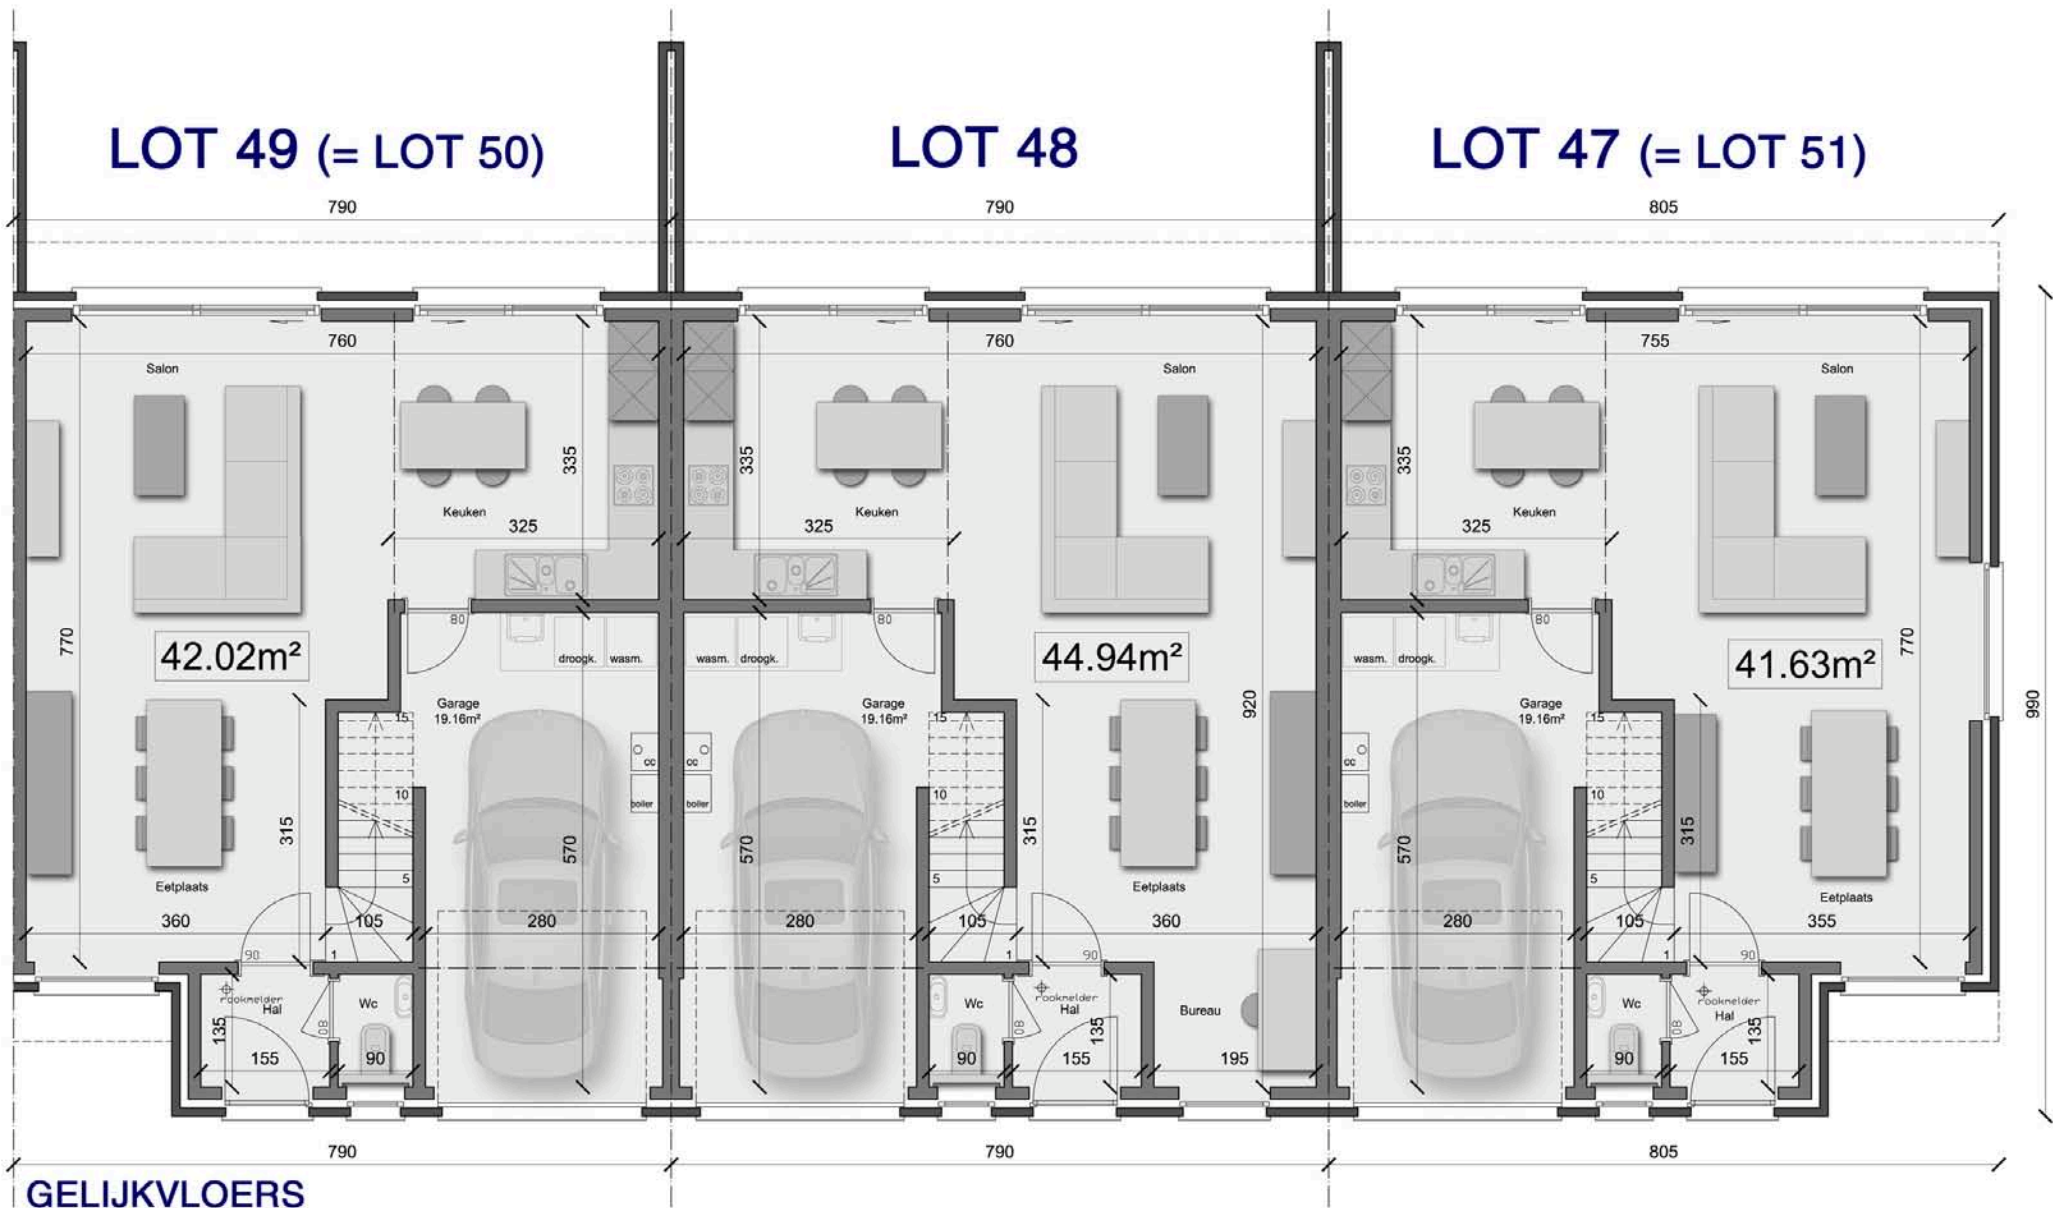 LOT 49 (= LOT 50)
LOT 48
LOT 47 (= LOT 51)
790
790
805
760
760
755
Salon
Salon
Salon
335
335
335
Keuken
Keuken
Keuken
325
325
325
80
80
80
770
42.02m²
droogk.
wasm.
wasm.
droogk.
44.94m²
wasm.
droogk.
41.63m²
770
Garage
19.16m²
Garage
19.16m²
Garage
19.16m²
920
990
15
15
15
cc
cc
cc
10
10
10
boiler
boiler
boiler
315
570
570
315
570
315
5
5
5
Eetplaats
Eetplaats
Eetplaats
360
105
280
280
105
360
280
105
355
90
1
1
90
1
90
rookmelder
Hal
Wc
Wc
rookmelder
Hal
Bureau
Wc
rookmelder
Hal
135
80
80
135
80
135
155
90
90
155
195
90
155
790
790
805
GELIJKVLOERS